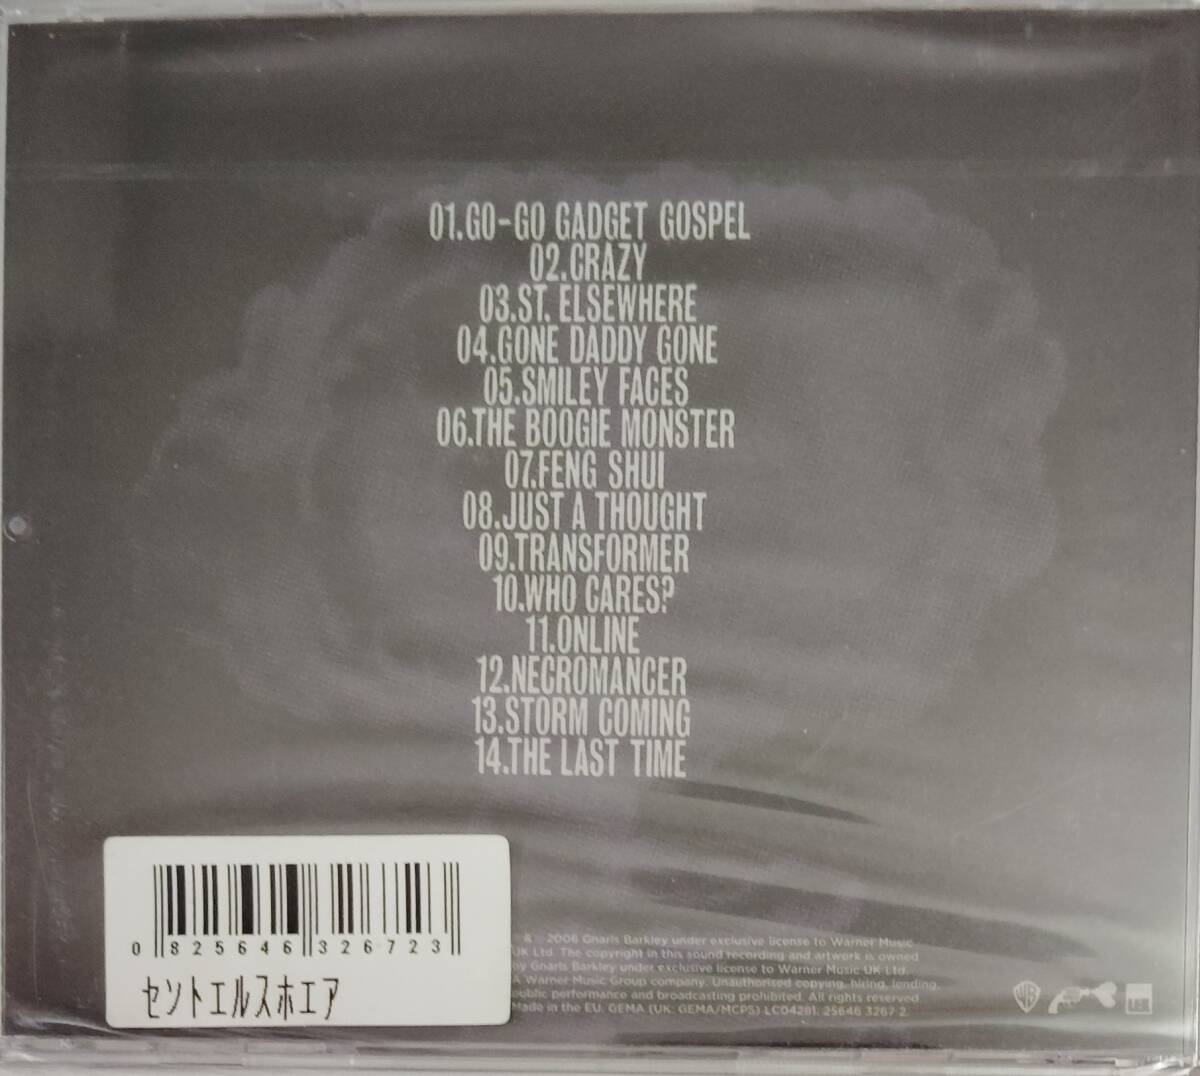 01.GO-GO GADGET GOSPEL
02.CRAZY
03.ST. ELSEWHERE
04.GONE DADDY GONE
05.SMILEY FACES
06.THE BOOGIE MONSTER
07.FENG SHUI
08.JUST A THOUGHT
09.TRANSFORMER
10.WHO CARES?
11.ONLINE
12.NECROMANCER
13.STORM COMING
14.THE LAST TIME
0 825646 326723
セントエルスホエア
& 2006 Gnarls Barkley under exclusive license to Warner Music
UK Ltd. The copyright in this sound recording and artwork is owned
by Gnarls Barkley under exclusive license to Warner Music UK Ltd.
A Warner Music Group company. Unauthorised copying, hiring, lending,
public performance and broadcasting prohibited. All rights reserved.
Made in the EU. GEMA (UK: GEMA/MCPS) LC04281. 25646 3267 2.
WB